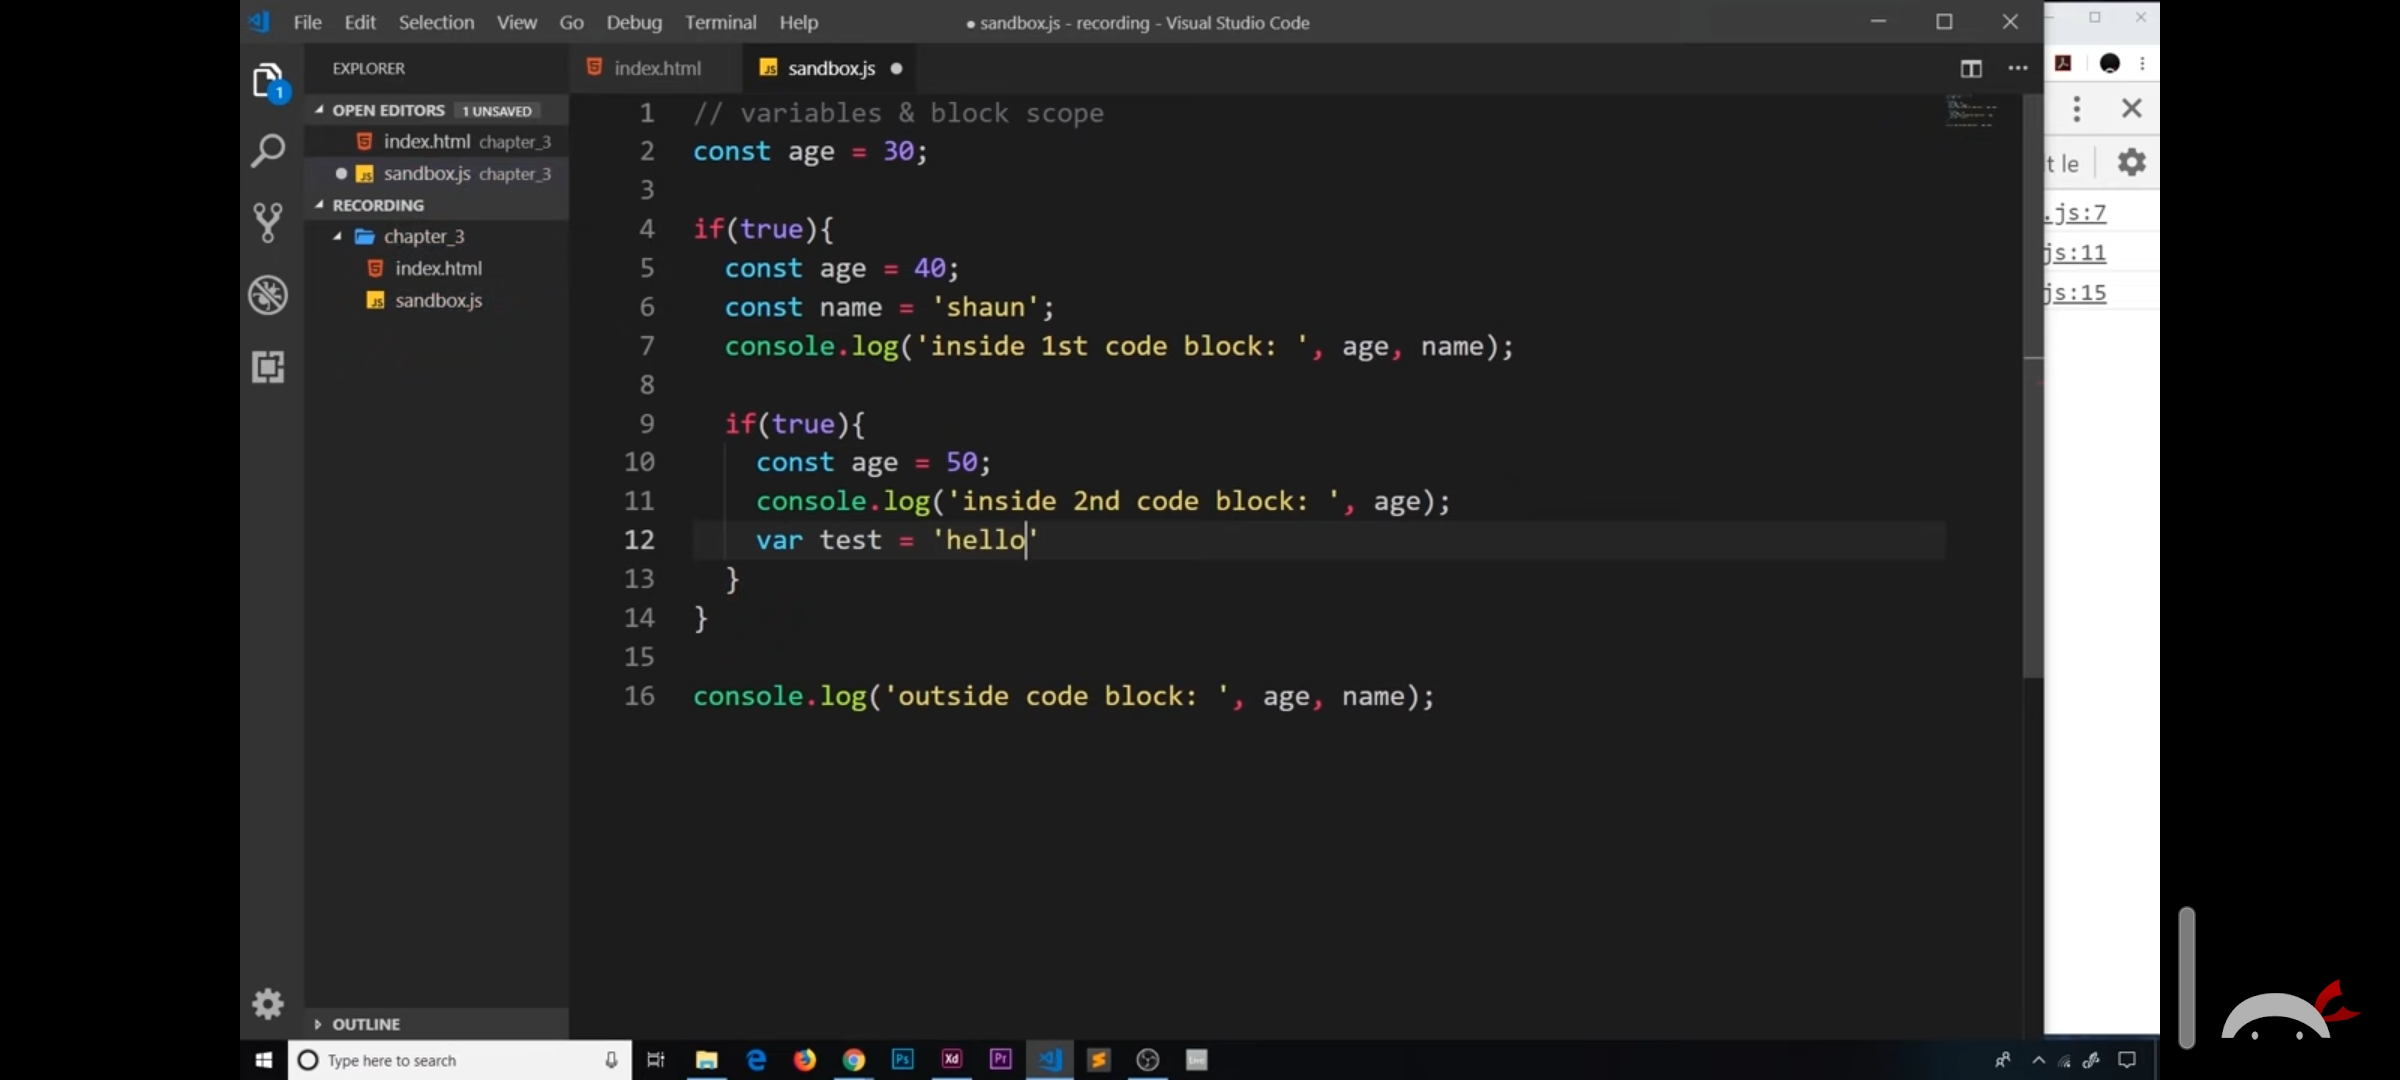 File Edit Selection View Go Debug Terminal Help ● sandbox.js - recording - Visual Studio Code
EXPLORER index.html sandbox.js
1
OPEN EDITORS 1 UNSAVED
index.html chapter_3
sandbox.js chapter_3
RECORDING
chapter_3
index.html
sandbox.js
1 // variables & block scope
2 const age = 30;
3
4 if(true){
5 const age = 40;
6 const name = 'shaun';
7 console.log('inside 1st code block: ', age, name);
8
9 if(true){
10 const age = 50;
11 console.log('inside 2nd code block: ', age);
12 var test = 'hello'
13 }
14 }
15
16 console.log('outside code block: ', age, name);
t le
.js:7
js:11
js:15
OUTLINE
Type here to search
Ps Xd Pr